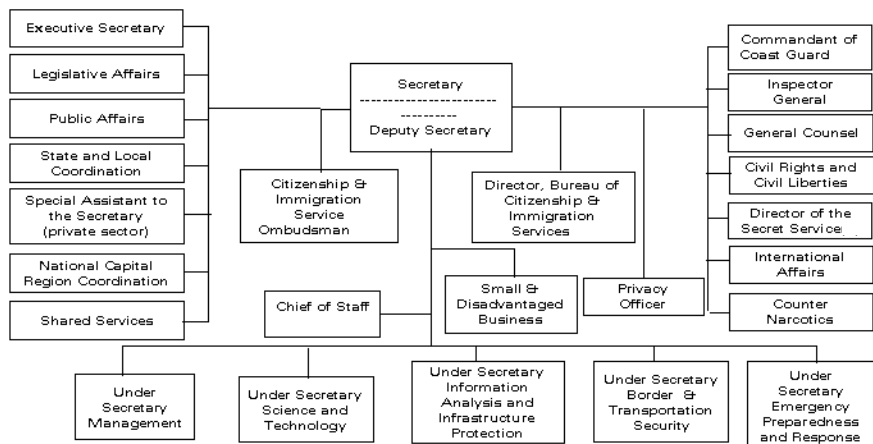 Executive Secretary
Legislative Affairs
Public Affairs
State and Local
Coordination
Special Assistant to
the Secretary
(private sector)
National Capital
Region Coordination
Shared Services
Secretary
Deputy Secretary
Citizenship &
Immigration
Service
Ombudsman
Director, Bureau of
Citizenship &
Immigration
Services
Small &
Disadvantaged
Business
Privacy
Officer
Chief of Staff
Commandant of
Coast Guard
Inspector
General
General Counsel
Civil Rights and
Civil Liberties
Director of the
Secret Service
International
Affairs
Counter
Narcotics
Under
Secretary
Management
Under Secretary
Science and
Technology
Under Secretary
Information
Analysis and
Infrastructure
Protection
Under Secretary
Border &
Transportation
Security
Under
Secretary
Emergency
Preparedness
and Response